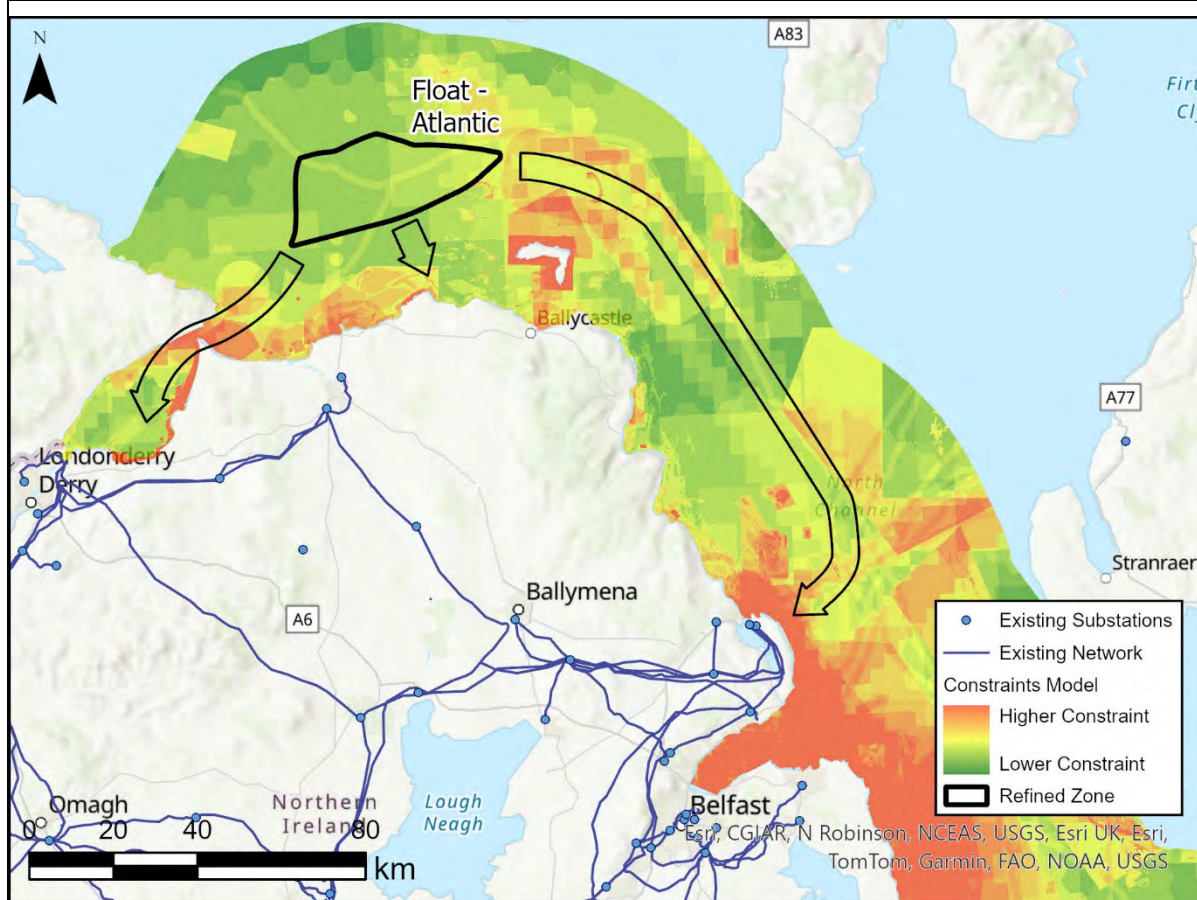 N
A83
Firt
Cly
Float -
Atlantic
Ballycastle
A77
Londonderry
Derry
North
Channel
Stranraer
Ballymena
A6
Existing Substations
Existing Network
Constraints Model
Higher Constraint
Lower Constraint
Refined Zone
Omagh
Northern
Ireland
Lough
Neagh
Belfast
0 20 40 80
km
Esri, CGIAR, N Robinson, NCEAS, USGS, Esri UK, Esri,
TomTom, Garmin, FAO, NOAA, USGS